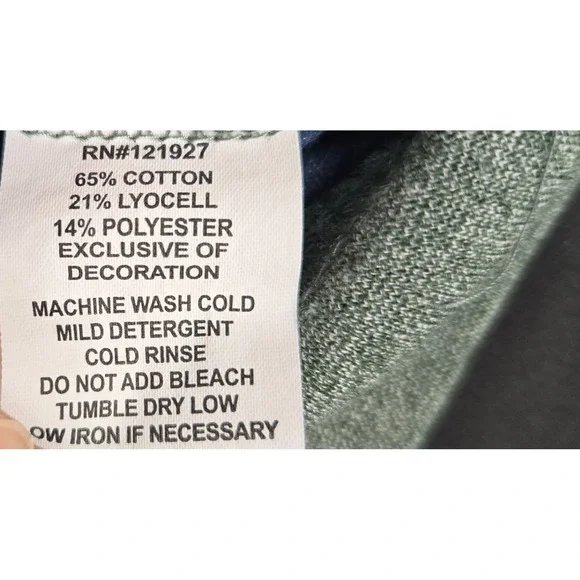 RN#121927
65% COTTON
21% LYOCELL
14% POLYESTER
EXCLUSIVE OF
DECORATION
MACHINE WASH COLD
MILD DETERGENT
COLD RINSE
DO NOT ADD BLEACH
TUMBLE DRY LOW
OW IRON IF NECESSARY